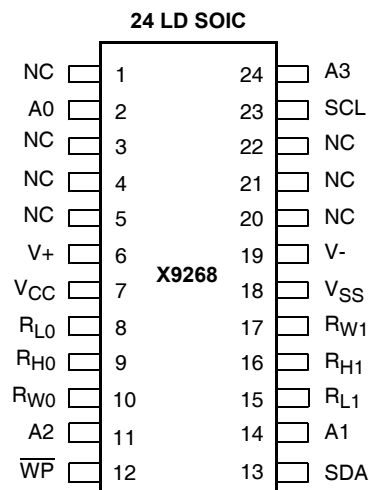 24 LD SOIC
NC 1 24 A3
A0 2 23 SCL
NC 3 22 NC
NC 4 21 NC
NC 5 20 NC
V+ 6 19 V-
X9268
VCC 7 18 VSS
RL0 8 17 RW1
RH0 9 16 RH1
RW0 10 15 RL1
A2 11 14 A1
WP 12 13 SDA